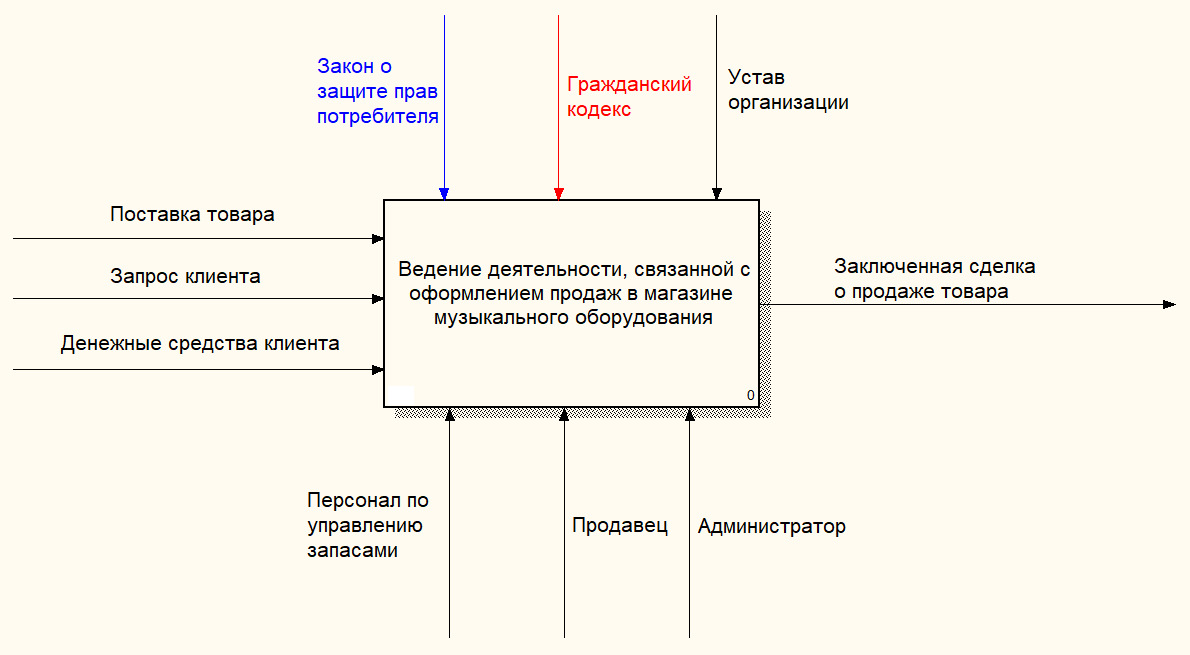 Закон о
защите прав
потребителя
Гражданский
кодекс
Устав
организации
Поставка товара
Запрос клиента
Денежные средства клиента
Ведение деятельности, связанной с
оформлением продаж в магазине
музыкального оборудования
0
Заключенная сделка
о продаже товара
Персонал по
управлению
запасами
Продавец
Администратор